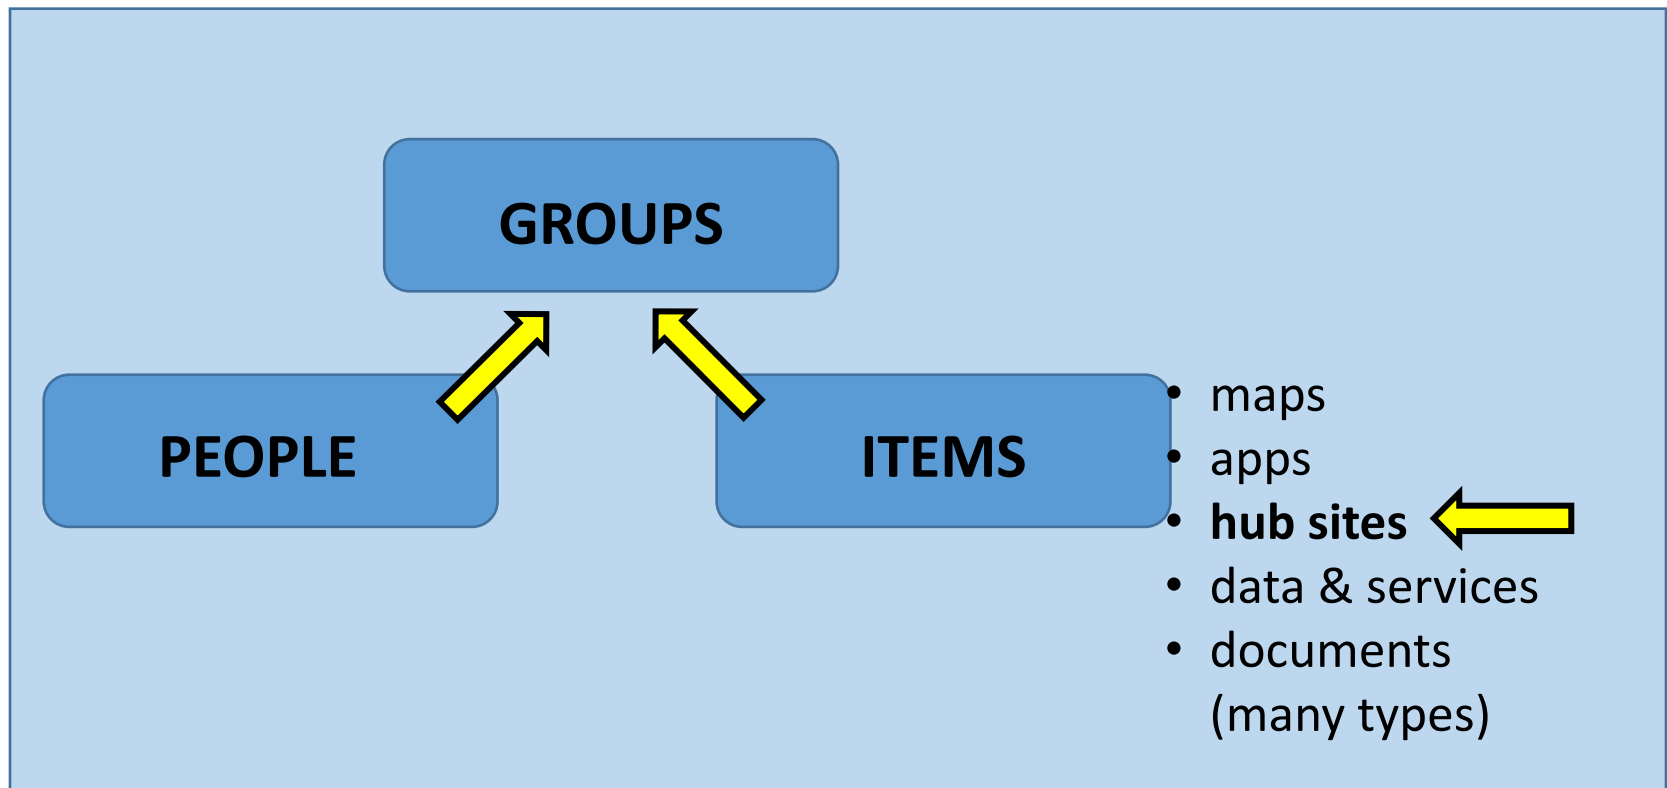 GROUPS
PEOPLE
ITEMS
• maps
• apps
• hub sites
• data & services
• documents
(many types)